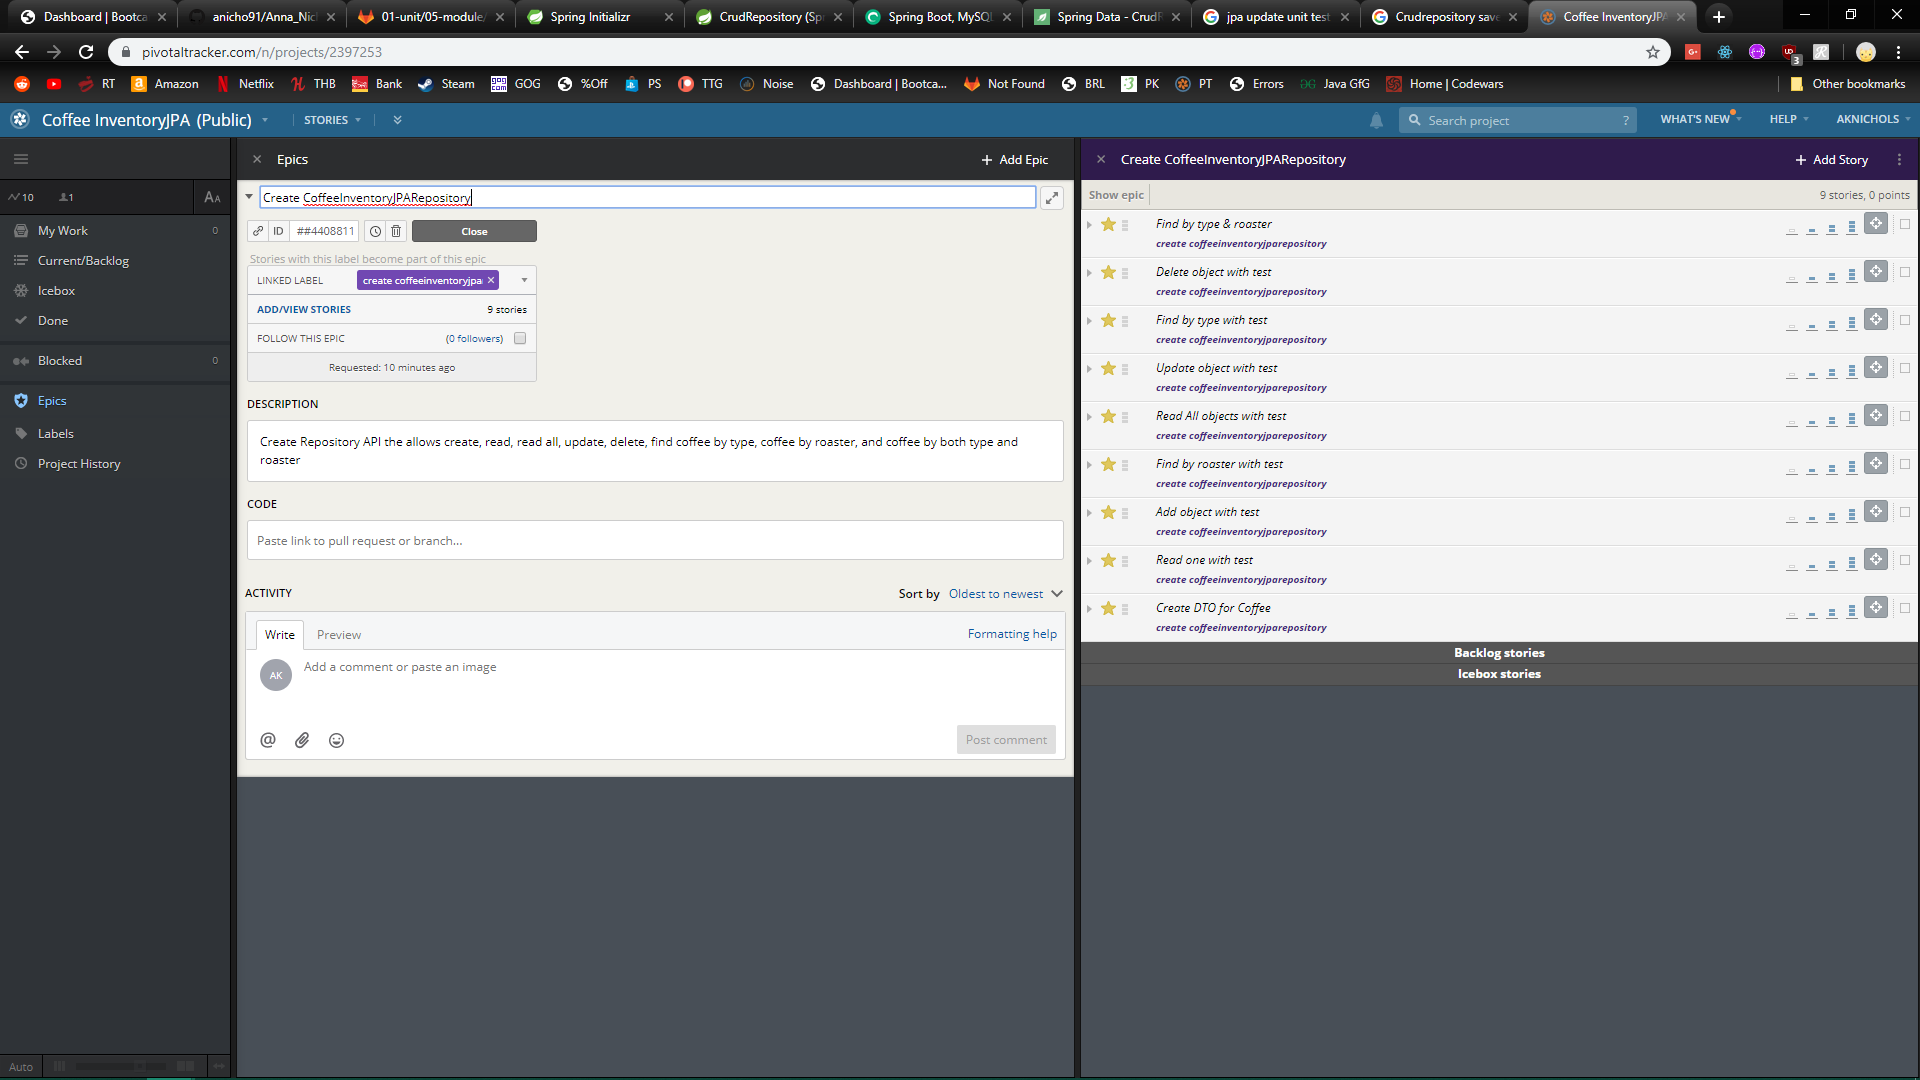 Dashboard | Bootca
anicho91/Anna_Nic
01-unit/05-module/
Spring Initializr
CrudRepository (Sp
Spring Boot, MySQL
Spring Data - CrudR
jpa update unit test
Crudrepository save
Coffee InventoryJPA
pivotaltracker.com/n/projects/2397253
3
RT
Amazon
Netflix
THB
Bank
Steam
GOG
%Off
PS
TTG
Noise
Dashboard | Bootca...
Not Found
BRL
PK
PT
Errors
Java GfG
Home | Codewars
Other bookmarks
Coffee InventoryJPA (Public)
STORIES
Search project
?
WHAT'S NEW
HELP
AKNICHOLS
10
1
AA
My Work 0
Current/Backlog
Icebox
Done
Blocked 0
Epics
Labels
Project History
Auto
Epics
+ Add Epic
Create CoffeeInventoryJPARepository
ID
##4408811
Close
Stories with this label become part of this epic
LINKED LABEL
create coffeeinventoryjpa
ADD/VIEW STORIES
9 stories
FOLLOW THIS EPIC
(0 followers)
Requested: 10 minutes ago
DESCRIPTION
Create Repository API the allows create, read, read all, update, delete, find coffee by type, coffee by roaster, and coffee by both type and
roaster
CODE
Paste link to pull request or branch...
ACTIVITY
Sort by Oldest to newest
Write
Preview
Formatting help
AK
Add a comment or paste an image
@
Post comment
Create CoffeeInventoryJPARepository
+ Add Story
Show epic
9 stories, 0 points
Find by type & roaster
create coffeeinventoryjparepository
Delete object with test
create coffeeinventoryjparepository
Find by type with test
create coffeeinventoryjparepository
Update object with test
create coffeeinventoryjparepository
Read All objects with test
create coffeeinventoryjparepository
Find by roaster with test
create coffeeinventoryjparepository
Add object with test
create coffeeinventoryjparepository
Read one with test
create coffeeinventoryjparepository
Create DTO for Coffee
create coffeeinventoryjparepository
Backlog stories
Icebox stories